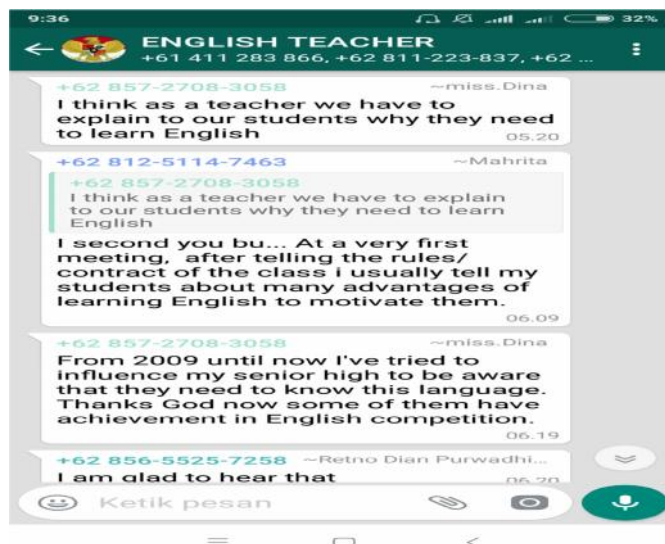 9:36 32%
ENGLISH TEACHER
+61 411 283 866, +62 811-223-837, +62 ...
+62 857-2708-3058 ~miss.Dina
I think as a teacher we have to
explain to our students why they need
to learn English 05.20
+62 812-5114-7463 ~Mahrita
+62 857-2708-3058
I think as a teacher we have to explain
to our students why they need to learn
English
I second you bu... At a very first
meeting, after telling the rules/
contract of the class i usually tell my
students about many advantages of
learning English to motivate them.
06.09
+62 857-2708-3058 ~miss.Dina
From 2009 until now I've tried to
influence my senior high to be aware
that they need to know this language.
Thanks God now some of them have
achievement in English competition.
06.19
+62 856-5525-7258 ~Retno Dian Purwadhi...
I am glad to hear that 06.20
Ketik pesan